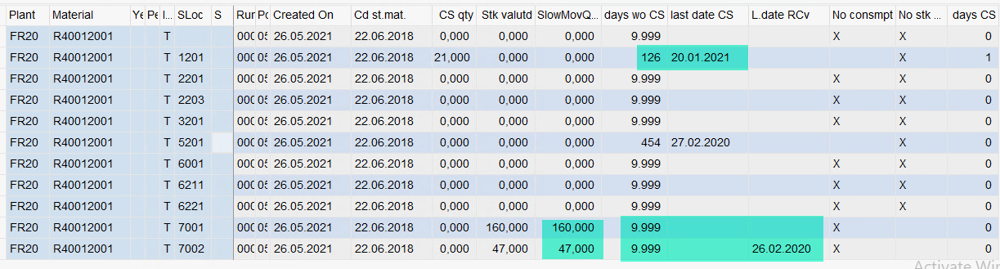 Plant Material Ye Pe I... SLoc S Rur Po Created On Cd st.mat. CS qty Stk valutd SlowMovQ... days wo CS last date CS L.date RCv No consmpt No stk ... days CS
FR20 R40012001 T 000 05 26.05.2021 22.06.2018 0,000 0,000 0,000 9.999 X X 0
FR20 R40012001 T 1201 000 05 26.05.2021 22.06.2018 21,000 0,000 0,000 126 20.01.2021 X 1
FR20 R40012001 T 2201 000 05 26.05.2021 22.06.2018 0,000 0,000 0,000 9.999 X X 0
FR20 R40012001 T 2203 000 05 26.05.2021 22.06.2018 0,000 0,000 0,000 9.999 X X 0
FR20 R40012001 T 3201 000 05 26.05.2021 22.06.2018 0,000 0,000 0,000 9.999 X X 0
FR20 R40012001 T 5201 000 05 26.05.2021 22.06.2018 0,000 0,000 0,000 454 27.02.2020 X 0
FR20 R40012001 T 6001 000 05 26.05.2021 22.06.2018 0,000 0,000 0,000 9.999 X X 0
FR20 R40012001 T 6211 000 05 26.05.2021 22.06.2018 0,000 0,000 0,000 9.999 X X 0
FR20 R40012001 T 6221 000 05 26.05.2021 22.06.2018 0,000 0,000 0,000 9.999 X X 0
FR20 R40012001 T 7001 000 05 26.05.2021 22.06.2018 0,000 160,000 160,000 9.999 X 0
FR20 R40012001 T 7002 000 05 26.05.2021 22.06.2018 0,000 47,000 47,000 9.999 26.02.2020 X 0
Activate Wir